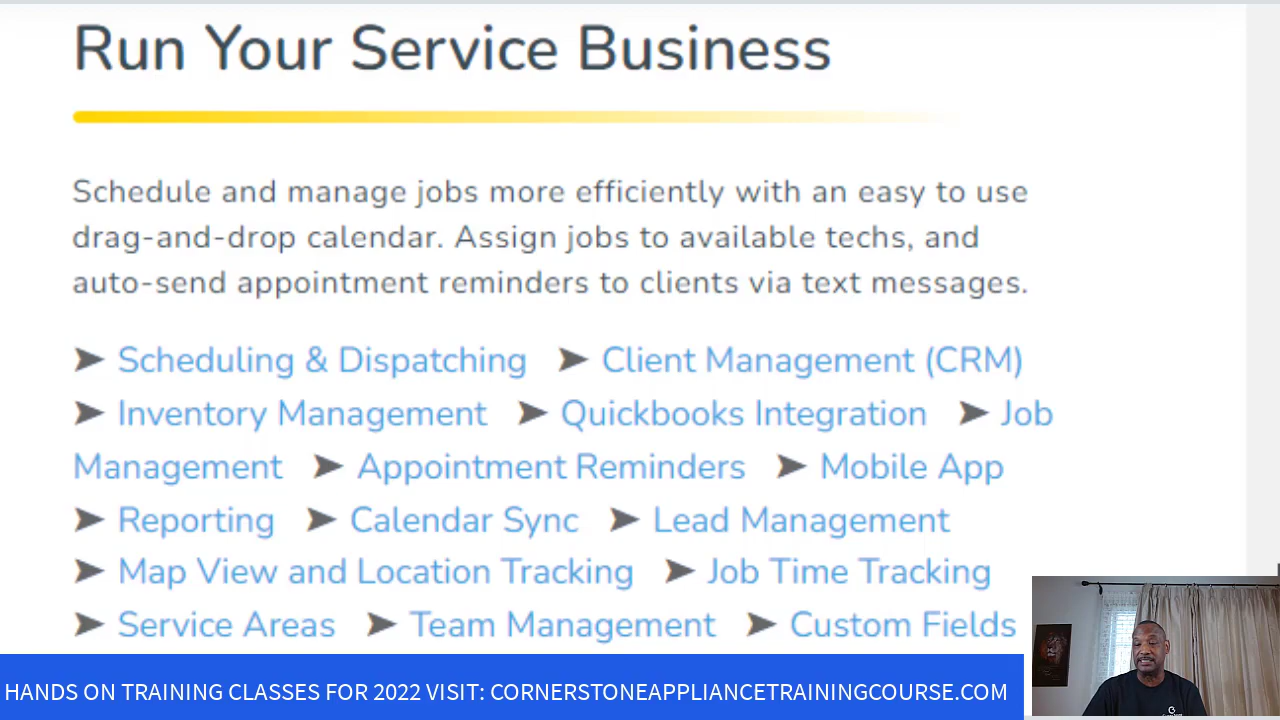 Run Your Service Business
Schedule and manage jobs more efficiently with an easy to use
drag-and-drop calendar. Assign jobs to available techs, and
auto-send appointment reminders to clients via text messages.
➤ Scheduling & Dispatching ➤ Client Management (CRM)
➤ Inventory Management ➤ Quickbooks Integration ➤ Job
Management ➤ Appointment Reminders ➤ Mobile App
➤ Reporting ➤ Calendar Sync ➤ Lead Management
➤ Map View and Location Tracking ➤ Job Time Tracking
➤ Service Areas ➤ Team Management ➤ Custom Fields
HANDS ON TRAINING CLASSES FOR 2022 VISIT: CORNERSTONEAPPLIANCETRAININGCOURSE.COM